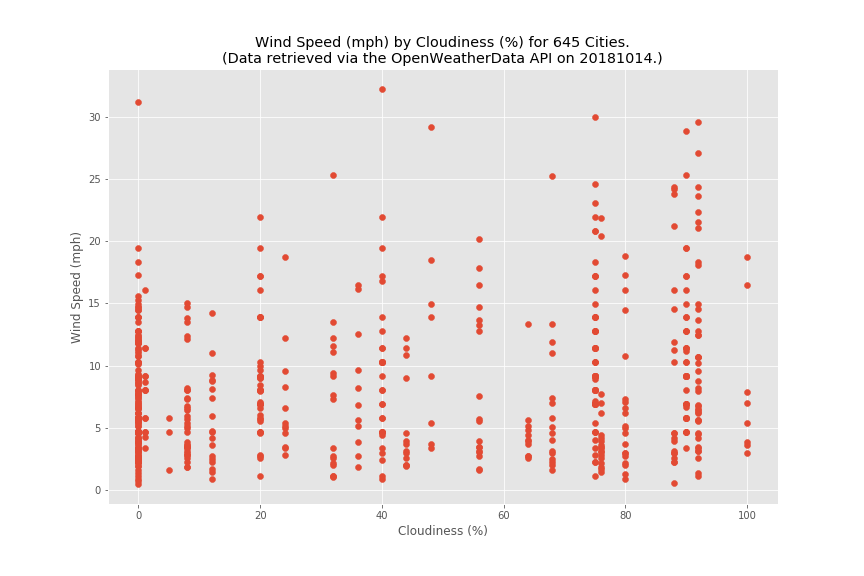 Wind Speed (mph) by Cloudiness (%) for 645 Cities.
(Data retrieved via the OpenWeatherData API on 20181014.)
30
25
20
15
10
5
0
Wind Speed (mph)
0 20 40 60 80 100
Cloudiness (%)